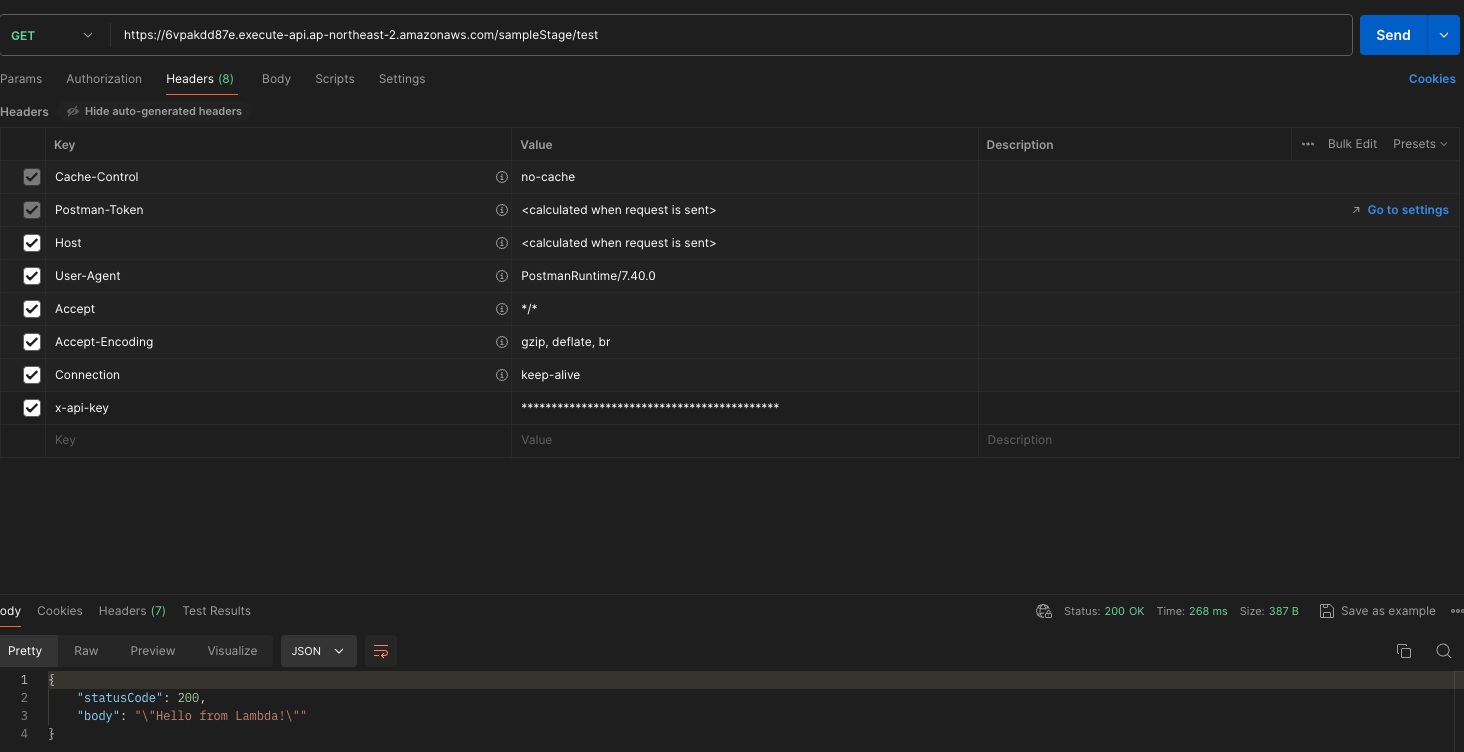 GET
https://6vpakdd87e.execute-api.ap-northeast-2.amazonaws.com/sampleStage/test
Send
Params Authorization Headers (8) Body Scripts Settings Cookies
Headers Hide auto-generated headers
Key Value Description ••• Bulk Edit Presets
Cache-Control no-cache
Postman-Token <calculated when request is sent> Go to settings
Host <calculated when request is sent>
User-Agent PostmanRuntime/7.40.0
Accept */*
Accept-Encoding gzip, deflate, br
Connection keep-alive
x-api-key *******************************************
Key Value Description
ody Cookies Headers (7) Test Results Status: 200 OK Time: 268 ms Size: 387 B Save as example
Pretty Raw Preview Visualize JSON
1 {
2 "statusCode": 200,
3 "body": "\"Hello from Lambda!\""
4 }